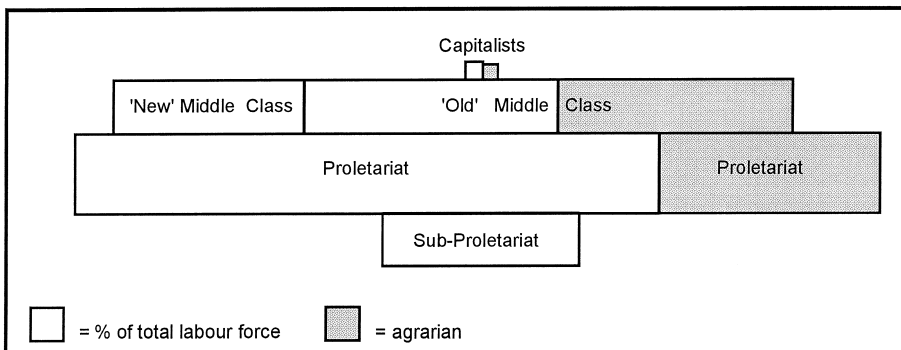 Capitalists
'New' Middle Class 'Old' Middle Class
Proletariat Proletariat
Sub-Proletariat
= % of total labour force = agrarian